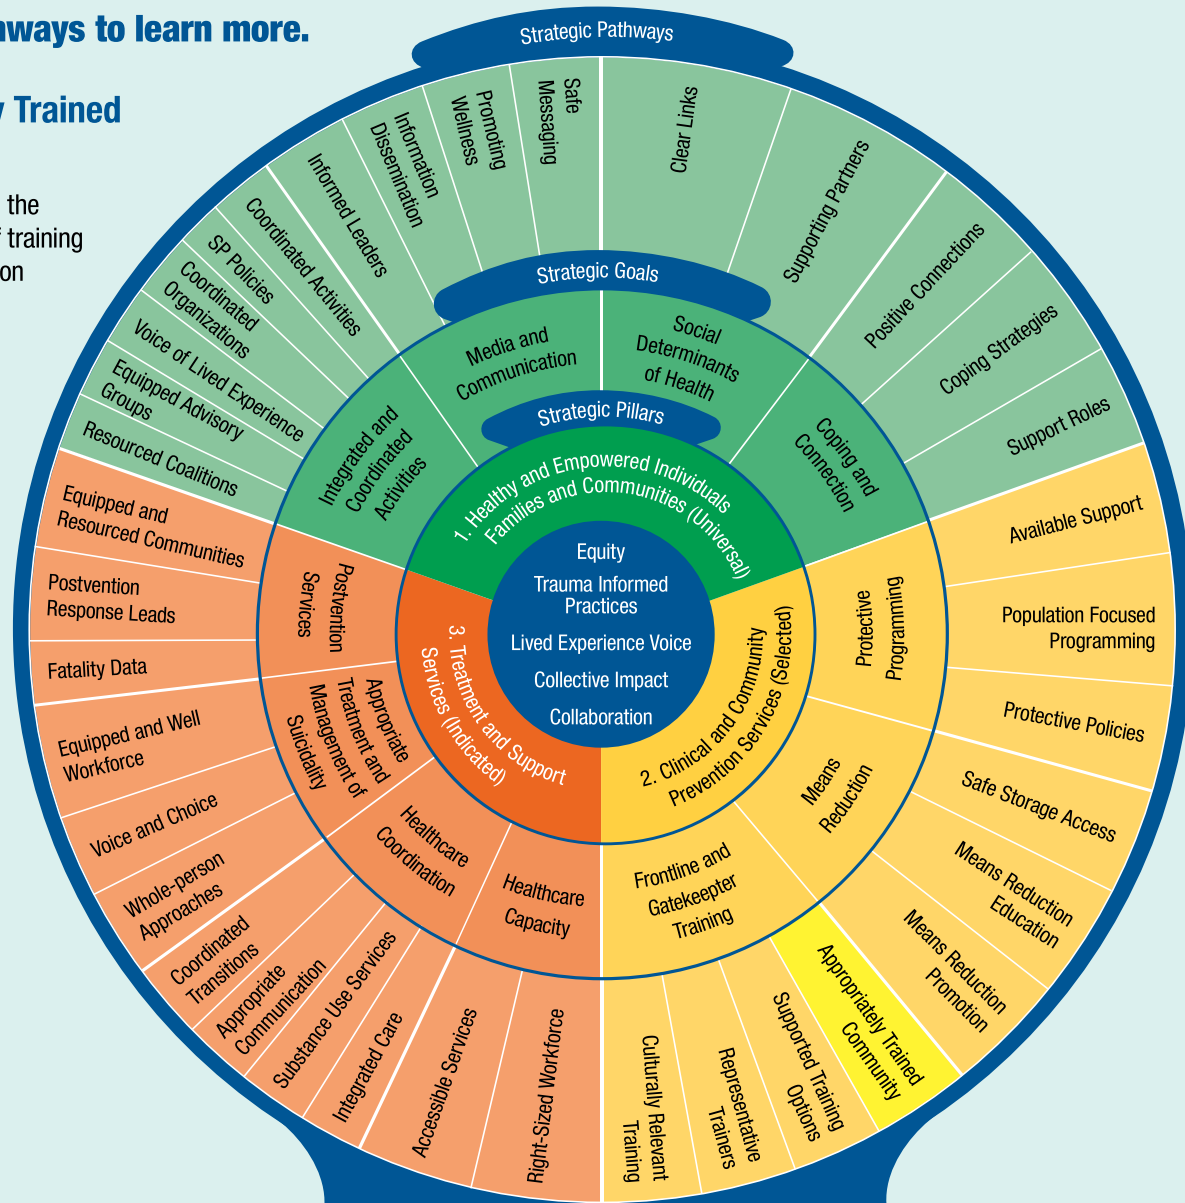 nways to learn more.
y Trained
the
f training
on
Strategic Pathways
Safe
Messaging
Promoting
Wellness
Information
Dissemination
Informed Leaders
Coordinated Activities
SP Policies
Coordinated
Organizations
Voice of Lived Experience
Equipped Advisory
Groups
Resourced Coalitions
Clear Links
Supporting Partners
Positive Connections
Coping Strategies
Support Roles
Strategic Goals
Media and
Communication
Social
Determinants
of Health
Integrated and
Coordinated
Activities
Coping and
Connection
Strategic Pillars
1. Healthy and Empowered Individuals
Families and Communities (Universal)
Equity
Trauma Informed
Practices
Lived Experience Voice
Collective Impact
Collaboration
2. Clinical and Community
Prevention Services (Selected)
3. Treatment and Support
Services (Indicated)
Protective
Programming
Means
Reduction
Frontline and
Gatekeeper
Training
Available Support
Population Focused
Programming
Protective Policies
Safe Storage Access
Means Reduction
Education
Means Reduction
Promotion
Appropriately Trained
Community
Supported Training
Options
Representative
Trainers
Culturally Relevant
Training
Postvention
Services
Appropriate
Treatment and
Management of
Suicidality
Healthcare
Coordination
Healthcare
Capacity
Equipped and
Resourced Communities
Postvention
Response Leads
Fatality Data
Equipped and Well
Workforce
Voice and Choice
Whole-person
Approaches
Coordinated
Transitions
Appropriate
Communication
Substance Use Services
Integrated Care
Accessible Services
Right-Sized Workforce